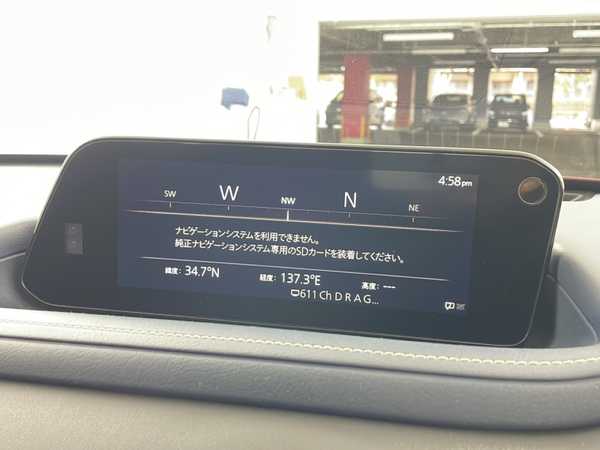 4:58pm
SW W NW N NE
ナビゲーションシステムを利用できません。
純正ナビゲーションシステム専用のSDカードを装着してください。
緯度: 34.7°N 経度: 137.3°E 高度: ---
611 Ch D R A G...